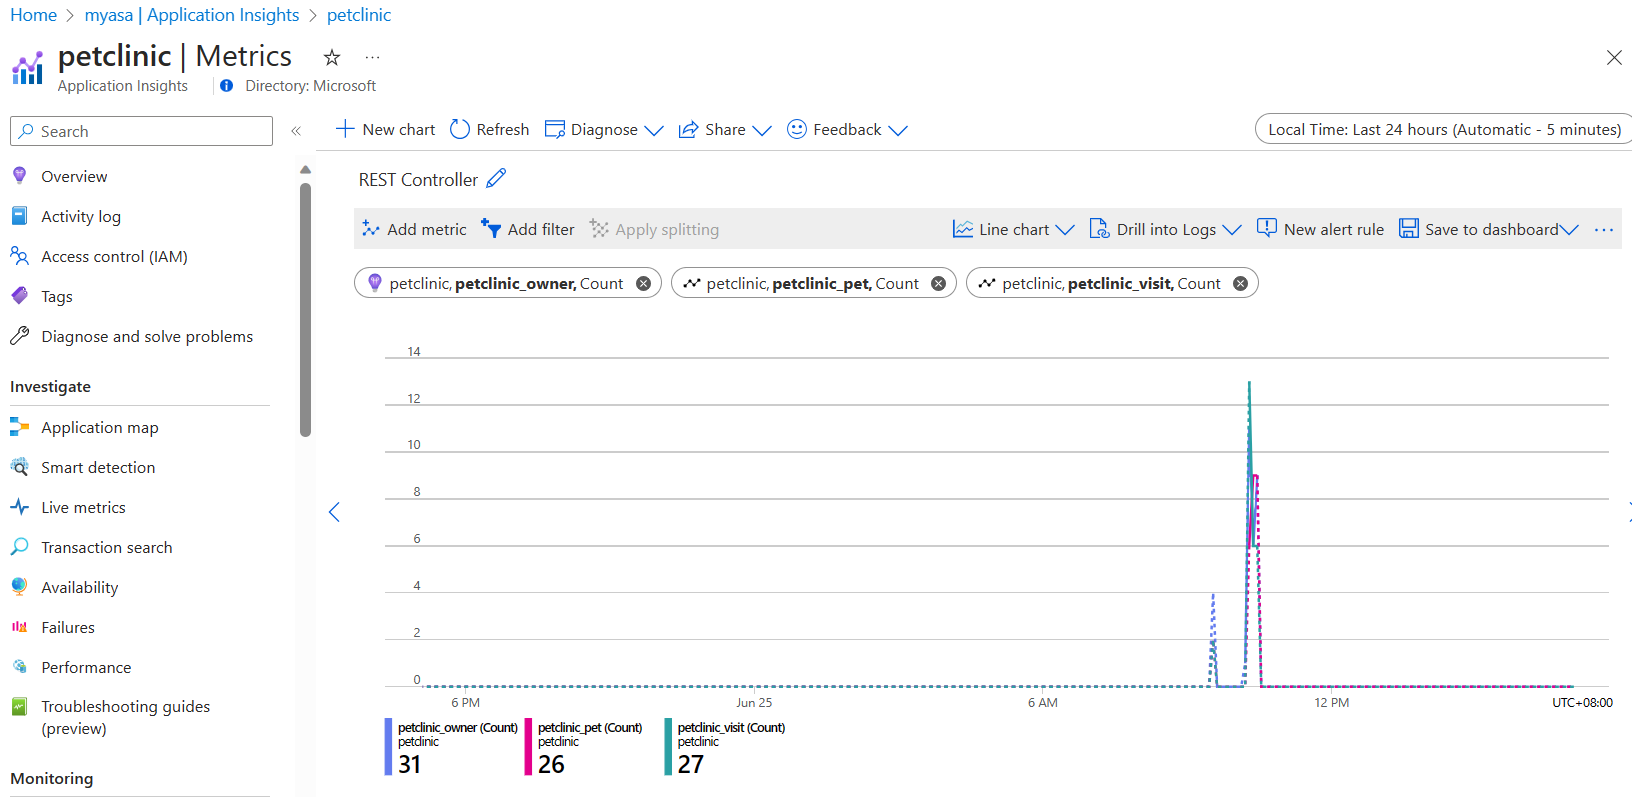 Home > myasa | Application Insights > petclinic
petclinic | Metrics
Application Insights
Directory: Microsoft
Search
Overview
Activity log
Access control (IAM)
Tags
Diagnose and solve problems
Investigate
Application map
Smart detection
Live metrics
Transaction search
Availability
Failures
Performance
Troubleshooting guides
(preview)
Monitoring
New chart Refresh Diagnose Share Feedback
Local Time: Last 24 hours (Automatic - 5 minutes)
REST Controller
Add metric Add filter Apply splitting Line chart Drill into Logs New alert rule Save to dashboard
petclinic, petclinic_owner, Count
petclinic, petclinic_pet, Count
petclinic, petclinic_visit, Count
14
12
10
8
6
4
2
0
6 PM Jun 25 6 AM 12 PM UTC+08:00
petclinic_owner (Count)
petclinic
31
petclinic_pet (Count)
petclinic
26
petclinic_visit (Count)
petclinic
27